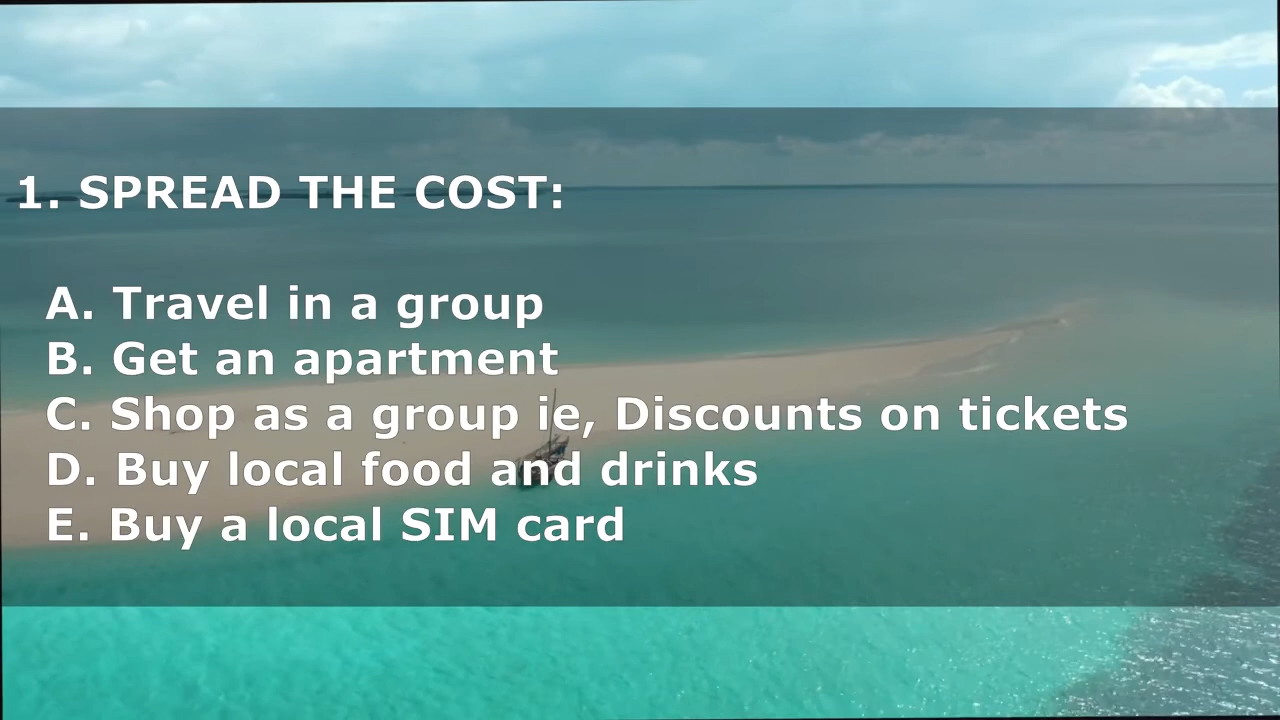 1. SPREAD THE COST:
A. Travel in a group
B. Get an apartment
C. Shop as a group ie, Discounts on tickets
D. Buy local food and drinks
E. Buy a local SIM card